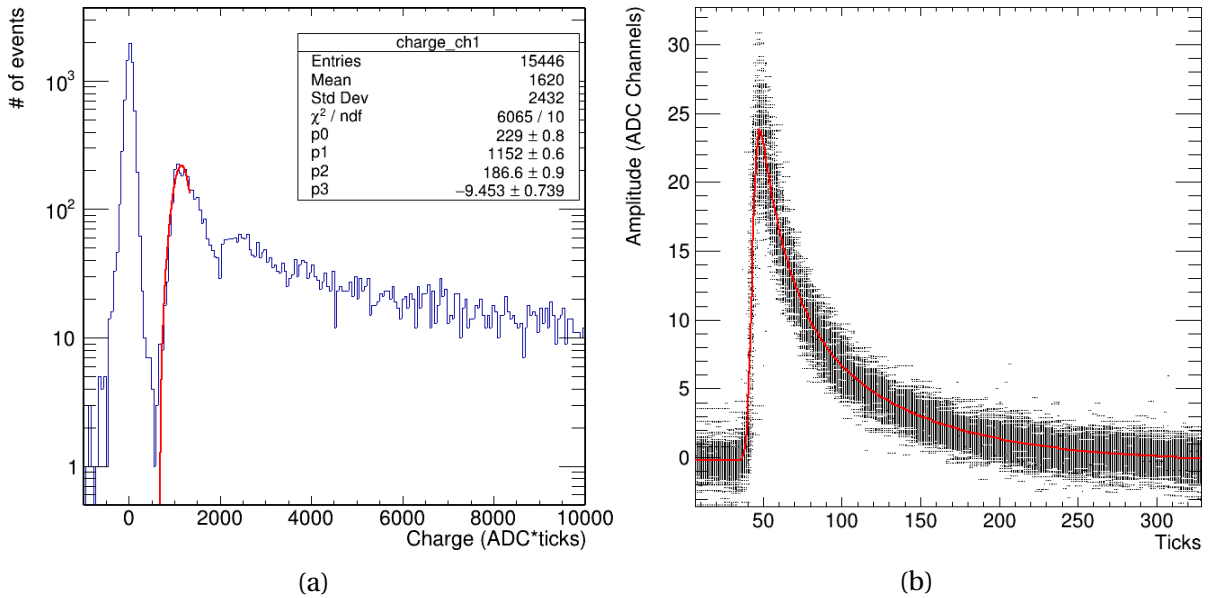 # of events
10³
10²
10
1
charge_ch1
Entries 15446
Mean 1620
Std Dev 2432
χ² / ndf 6065 / 10
p0 229 ± 0.8
p1 1152 ± 0.6
p2 186.6 ± 0.9
p3 −9.453 ± 0.739
0 2000 4000 6000 8000 10000
Charge (ADC*ticks)
(a)
Amplitude (ADC Channels)
30
25
20
15
10
5
0
50 100 150 200 250 300
Ticks
(b)